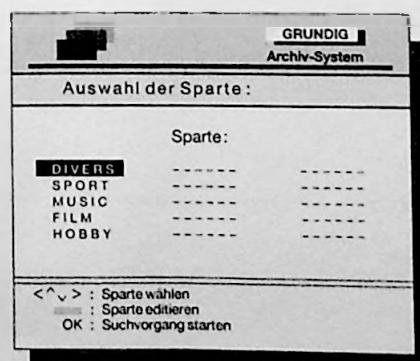 GRUNDIG
Archiv-System
Auswahl der Sparte:
Sparte:
DIVERS ------ ------
SPORT ------ ------
MUSIC ------ ------
FILM ------ ------
HOBBY ------ ------
<^⌄> : Sparte wählen
: Sparte editieren
OK : Suchvorgang starten